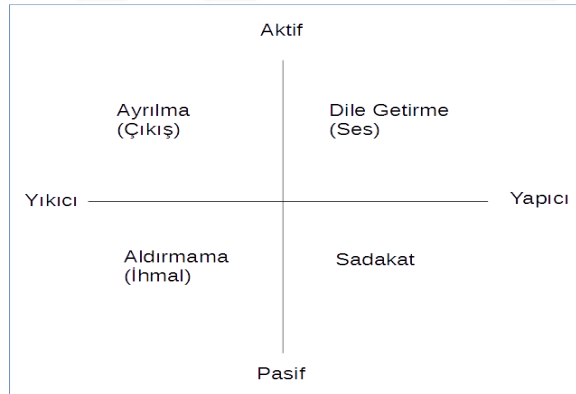 Aktif
Ayrılma
(Çıkış)
Dile Getirme
(Ses)
Yıkıcı
Yapıcı
Aldırmama
(İhmal)
Sadakat
Pasif